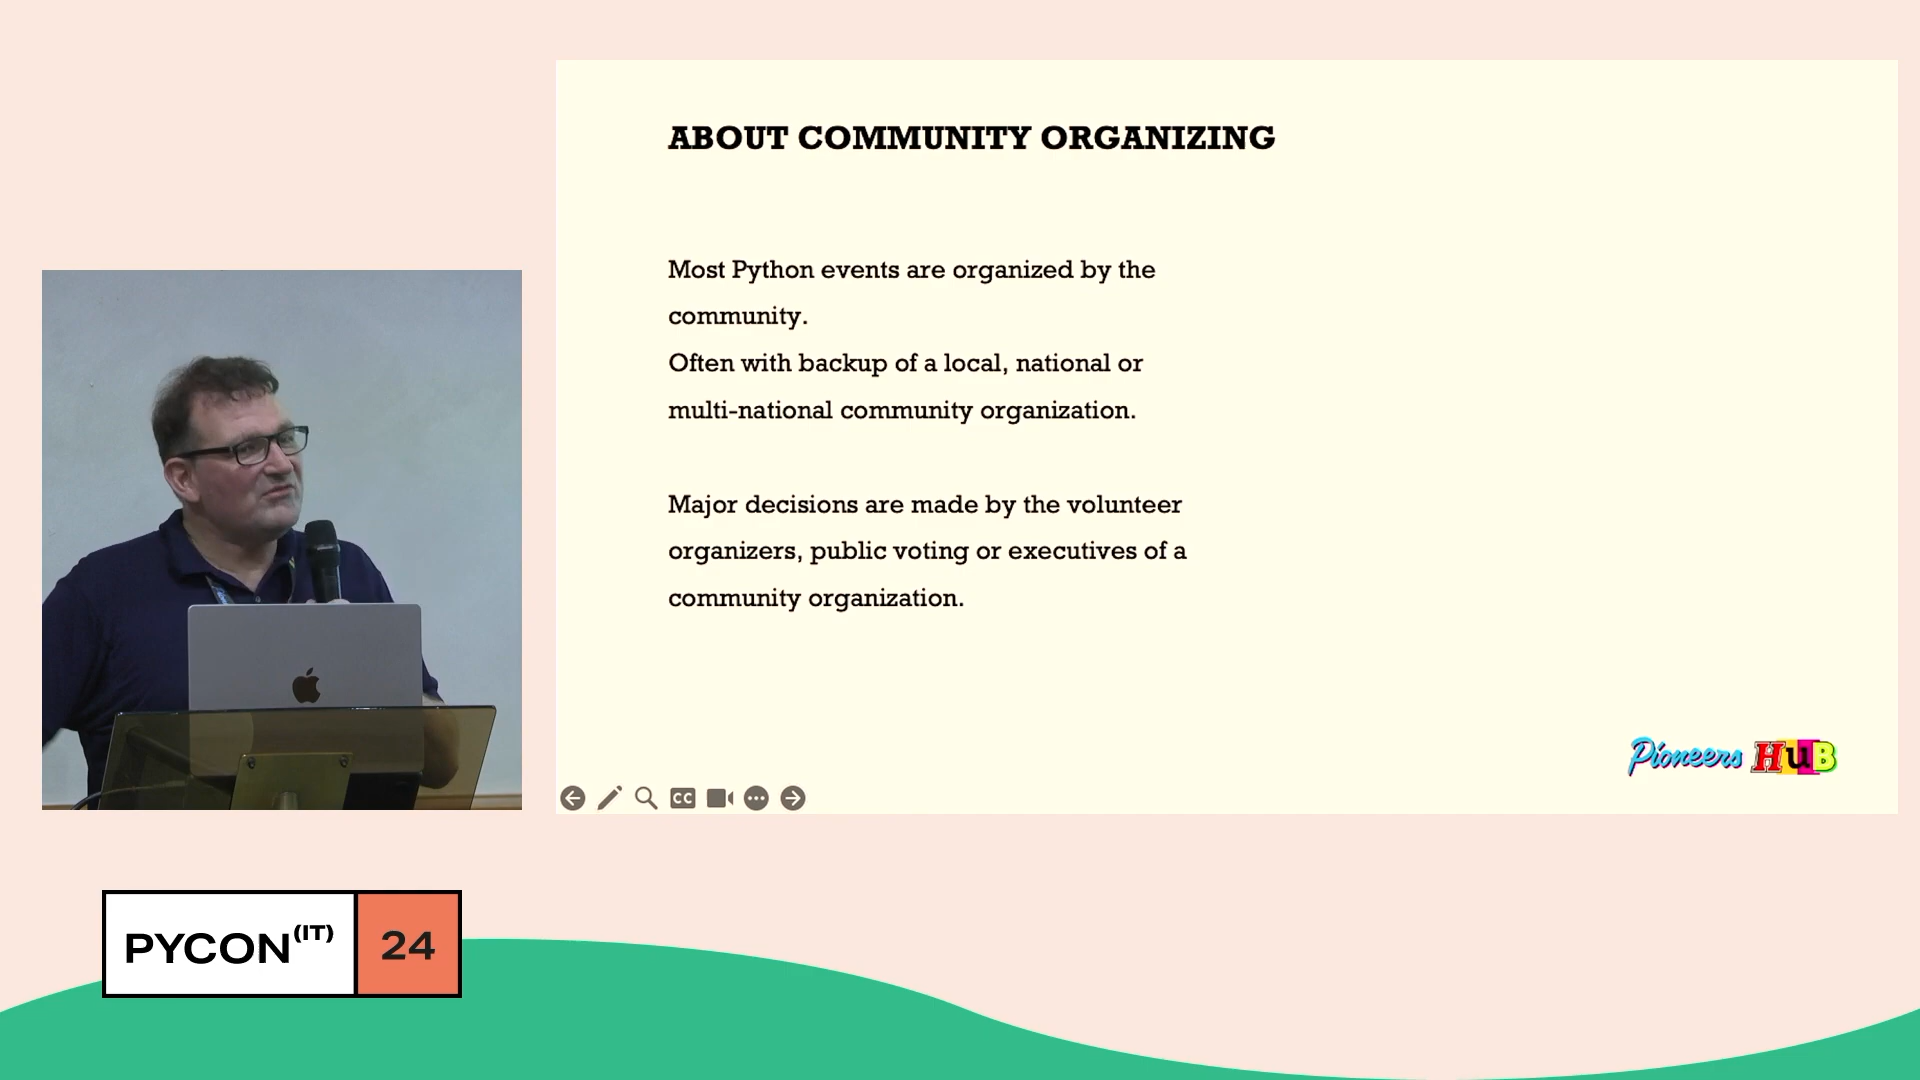 ABOUT COMMUNITY ORGANIZING
Most Python events are organized by the
community.
Often with backup of a local, national or
multi-national community organization.
Major decisions are made by the volunteer
organizers, public voting or executives of a
community organization.
Pioneers HuB
CC
PYCON(IT) 24